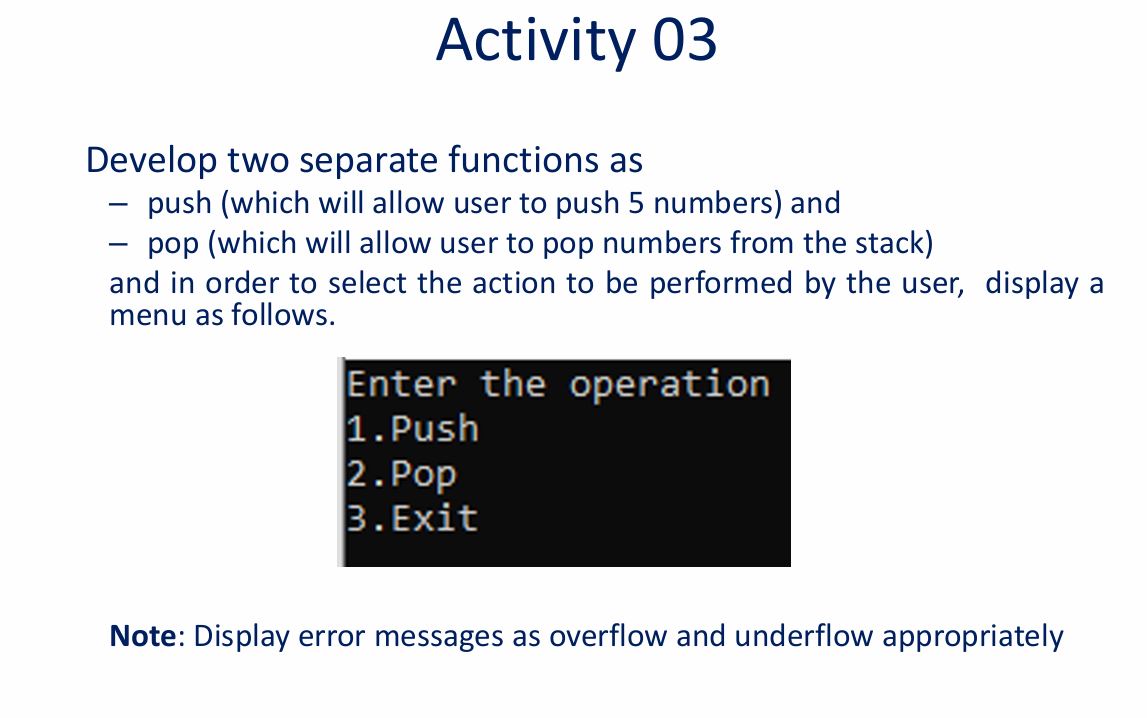 Activity 03
Develop two separate functions as
– push (which will allow user to push 5 numbers) and
– pop (which will allow user to pop numbers from the stack)
and in order to select the action to be performed by the user, display a
menu as follows.
Enter the operation
1.Push
2.Pop
3.Exit
Note: Display error messages as overflow and underflow appropriately